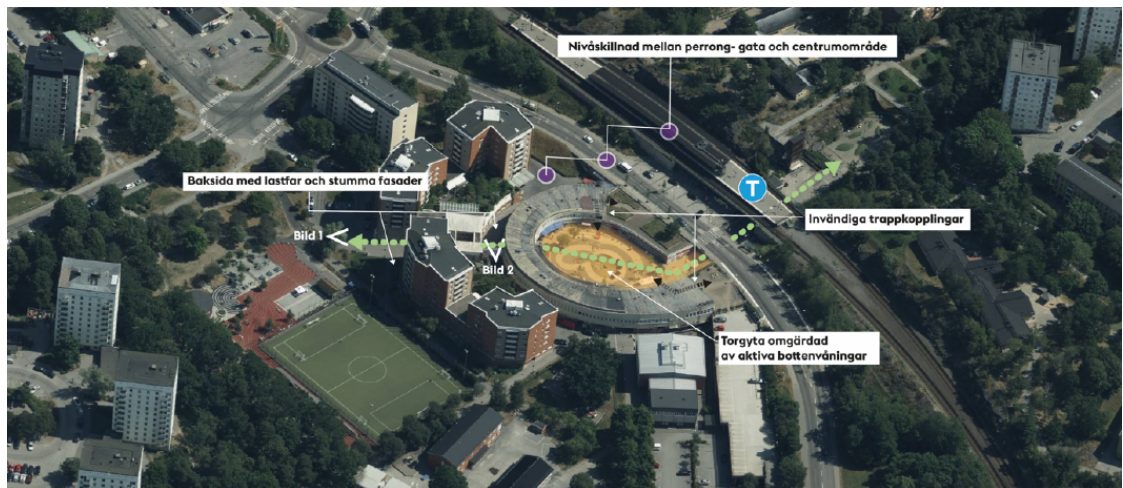 Nivåskillnad mellan perrong- gata och centrumområde
Baksida med lastfar och stumma fasader
T
Invändiga trappkopplingar
Bild 1
Bild 2
Torgyta omgärdad
av aktiva bottenvåningar